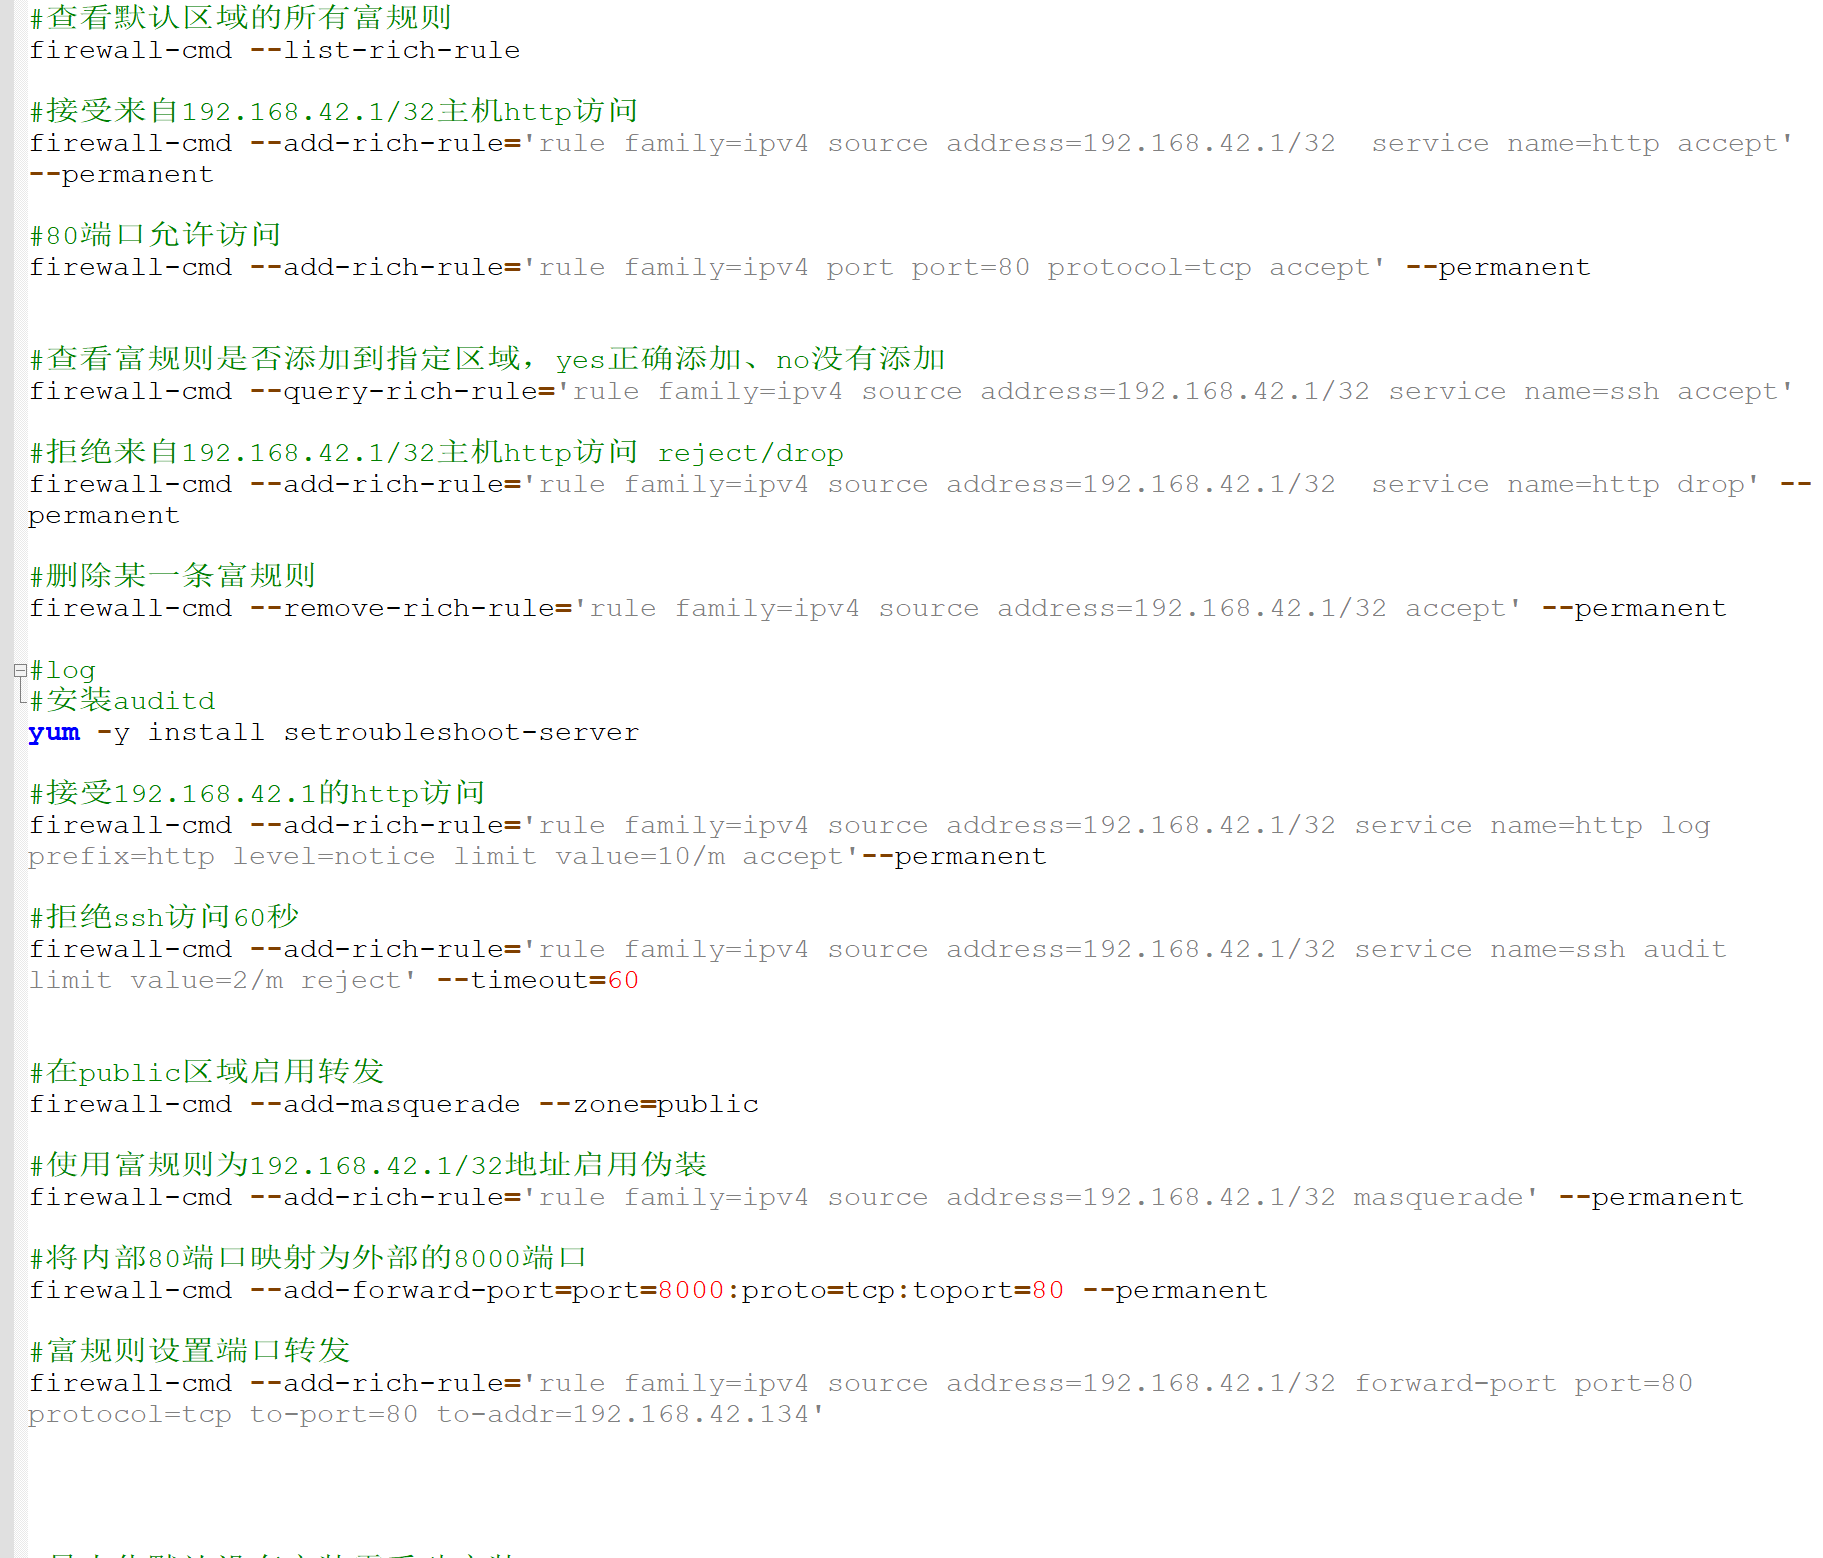 #查看默认区域的所有富规则
firewall-cmd --list-rich-rule
#接受来自192.168.42.1/32主机http访问
firewall-cmd --add-rich-rule='rule family=ipv4 source address=192.168.42.1/32  service name=http accept'
--permanent
#80端口允许访问
firewall-cmd --add-rich-rule='rule family=ipv4 port port=80 protocol=tcp accept' --permanent
#查看富规则是否添加到指定区域，yes正确添加、no没有添加
firewall-cmd --query-rich-rule='rule family=ipv4 source address=192.168.42.1/32 service name=ssh accept'
#拒绝来自192.168.42.1/32主机http访问 reject/drop
firewall-cmd --add-rich-rule='rule family=ipv4 source address=192.168.42.1/32  service name=http drop' --
permanent
#删除某一条富规则
firewall-cmd --remove-rich-rule='rule family=ipv4 source address=192.168.42.1/32 accept' --permanent
#log
#安装auditd
yum -y install setroubleshoot-server
#接受192.168.42.1的http访问
firewall-cmd --add-rich-rule='rule family=ipv4 source address=192.168.42.1/32 service name=http log
prefix=http level=notice limit value=10/m accept'--permanent
#拒绝ssh访问60秒
firewall-cmd --add-rich-rule='rule family=ipv4 source address=192.168.42.1/32 service name=ssh audit
limit value=2/m reject' --timeout=60
#在public区域启用转发
firewall-cmd --add-masquerade --zone=public
#使用富规则为192.168.42.1/32地址启用伪装
firewall-cmd --add-rich-rule='rule family=ipv4 source address=192.168.42.1/32 masquerade' --permanent
#将内部80端口映射为外部的8000端口
firewall-cmd --add-forward-port=port=8000:proto=tcp:toport=80 --permanent
#富规则设置端口转发
firewall-cmd --add-rich-rule='rule family=ipv4 source address=192.168.42.1/32 forward-port port=80
protocol=tcp to-port=80 to-addr=192.168.42.134'